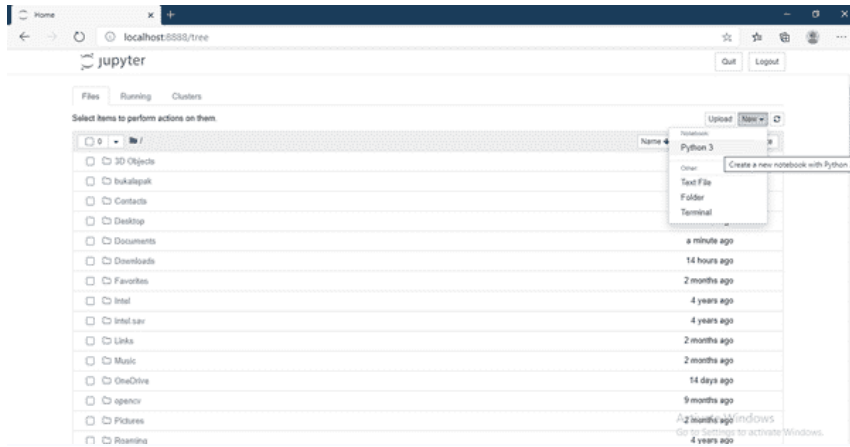 Home
localhost:8888/tree
jupyter
Quit Logout
Files Running Clusters
Select items to perform actions on them.
Upload New
0 /
Name
Notebook:
Python 3
Create a new notebook with Python
Other:
Text File
Folder
Terminal
3D Objects
bukalapak
Contacts
Desktop
Documents a minute ago
Downloads 14 hours ago
Favorites 2 months ago
Intel 4 years ago
Intel.sav 4 years ago
Links 2 months ago
Music 2 months ago
OneDrive 14 days ago
opencv 9 months ago
Pictures 2 months ago
Activate Windows
Go to Settings to activate Windows.
Roaming 4 years ago